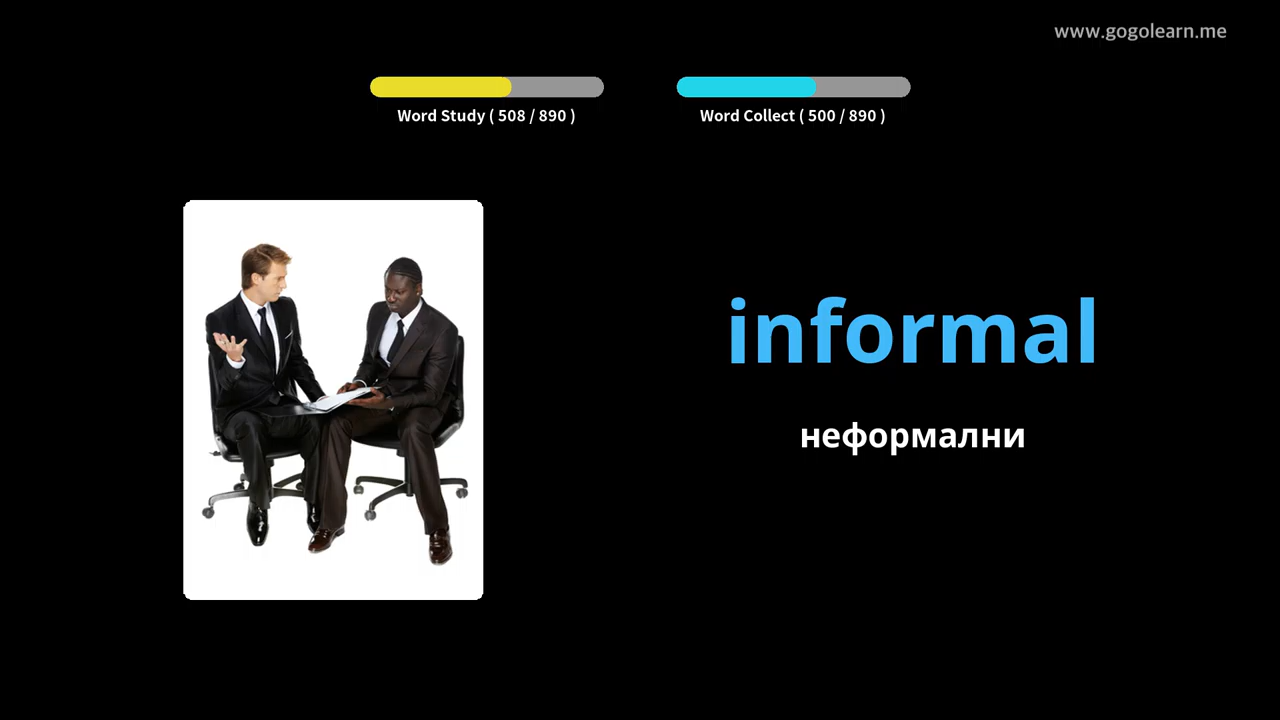 www.gogolearn.me
Word Study ( 508 / 890 )
Word Collect ( 500 / 890 )
informal
неформални